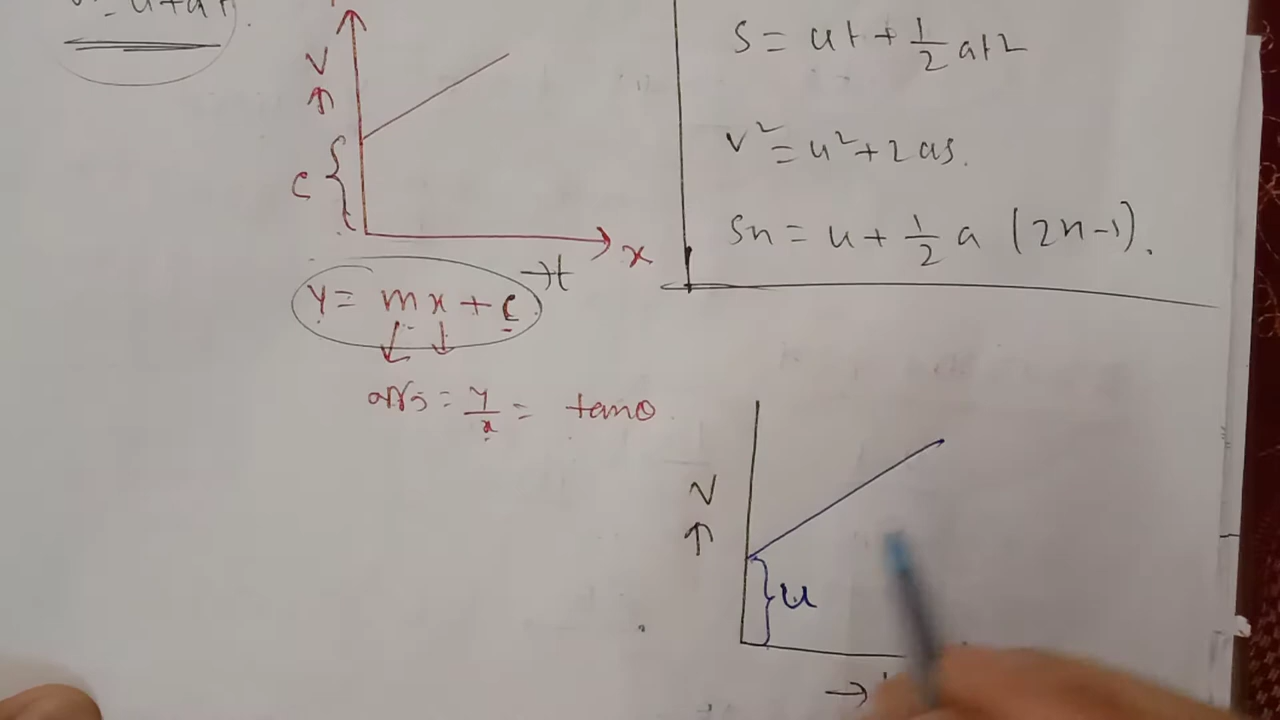 v = u+at.
V
↑
C
x
→t
y = mx + c
= y/x = tanθ
S = ut + 1/2 at2
v² = u² + 2as.
Sn = u + 1/2 a (2n-1).
V
↑
u
→